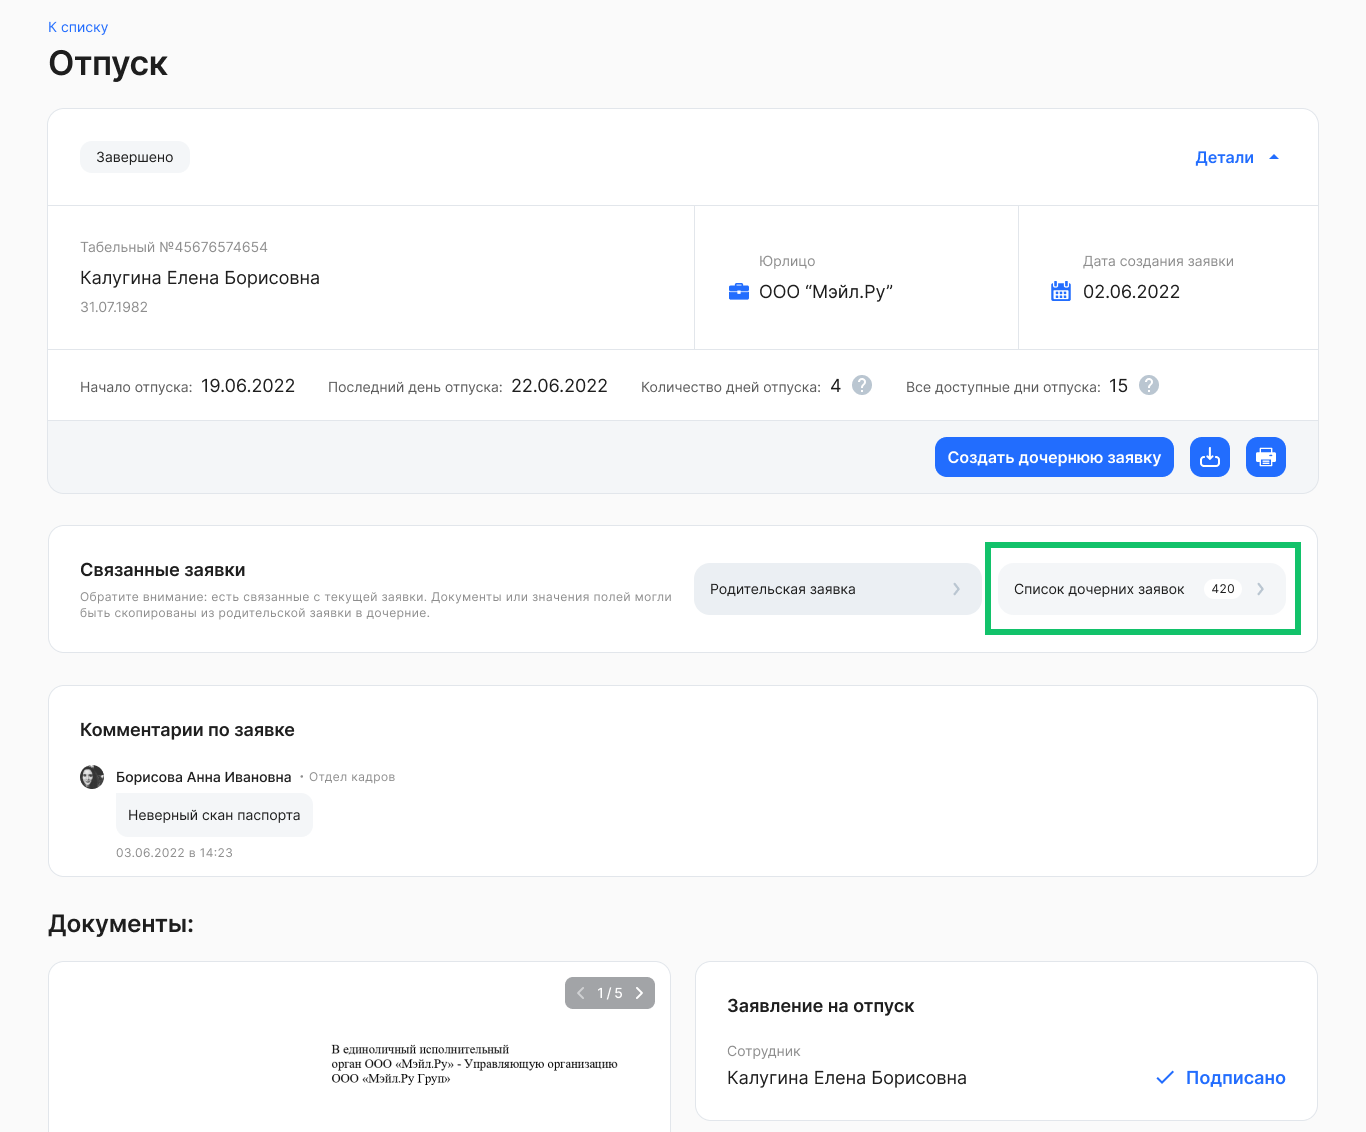 К списку
Отпуск
Завершено
Детали
Табельный №45676574654
Калугина Елена Борисовна
31.07.1982
Юрлицо
ООО “Мэйл.Ру”
Дата создания заявки
02.06.2022
Начало отпуска: 19.06.2022 Последний день отпуска: 22.06.2022 Количество дней отпуска: 4 ? Все доступные дни отпуска: 15 ?
Создать дочернюю заявку
Связанные заявки
Обратите внимание: есть связанные с текущей заявки. Документы или значения полей могли
быть скопированы из родительской заявки в дочерние.
Родительская заявка
Список дочерних заявок 420
Комментарии по заявке
Борисова Анна Ивановна • Отдел кадров
Неверный скан паспорта
03.06.2022 в 14:23
Документы:
1 / 5
В единоличный исполнительный
орган ООО «Мэйл.Ру» - Управляющую организацию
ООО «Мэйл.Ру Груп»
Заявление на отпуск
Сотрудник
Калугина Елена Борисовна
Подписано